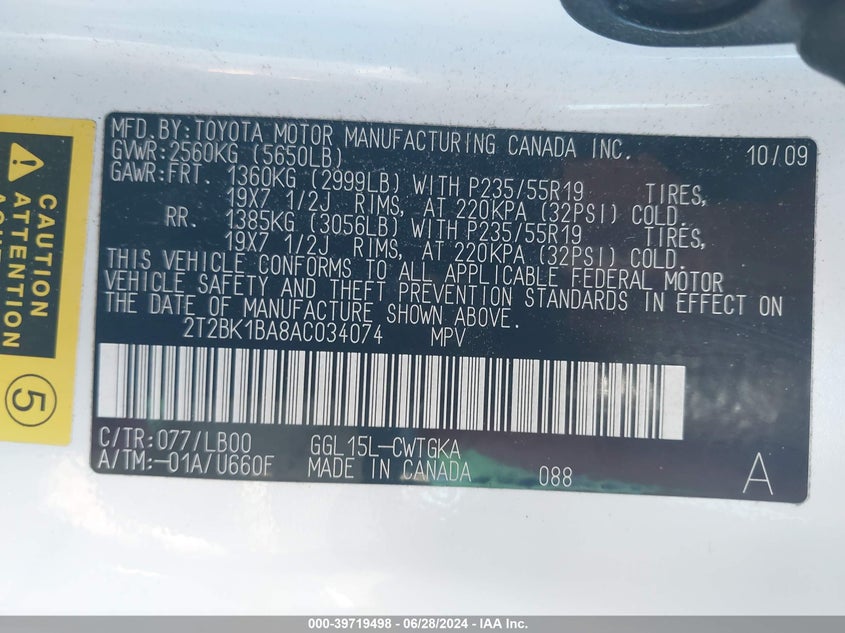 MFD.BY:TOYOTA MOTOR MANUFACTURING CANADA INC. 10/09
GVWR:2560KG (5650LB)
GAWR:FRT. 1360KG (2999LB) WITH P235/55R19 TIRES,
19X7 1/2J RIMS, AT 220KPA (32PSI) COLD.
RR. 1385KG (3056LB) WITH P235/55R19 TIRES,
19X7 1/2J RIMS, AT 220KPA (32PSI) COLD.
THIS VEHICLE CONFORMS TO ALL APPLICABLE FEDERAL MOTOR
VEHICLE SAFETY AND THEFT PREVENTION STANDARDS IN EFFECT ON
THE DATE OF MANUFACTURE SHOWN ABOVE.
2T2BK1BA8AC034074 MPV
C/TR:077/LB00 GGL15L-CWTGKA
A/TM:-01A/U660F MADE IN CANADA 088 A
CAUTION
ATTENTION
5
000-39719498 - 06/28/2024 - IAA Inc.